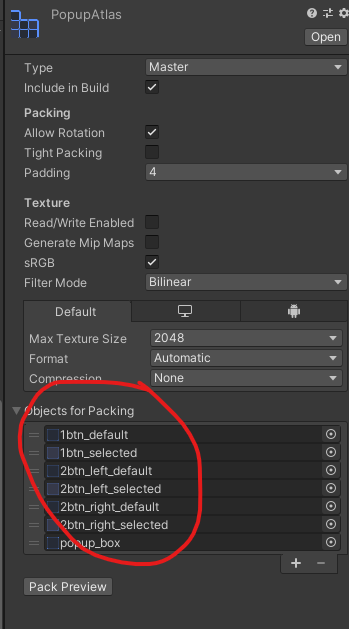 PopupAtlas
Open
Type Master
Include in Build
Packing
Allow Rotation
Tight Packing
Padding 4
Texture
Read/Write Enabled
Generate Mip Maps
sRGB
Filter Mode Bilinear
Default
Max Texture Size 2048
Format Automatic
Compression None
Objects for Packing
1btn_default
1btn_selected
2btn_left_default
2btn_left_selected
2btn_right_default
2btn_right_selected
popup_box
Pack Preview